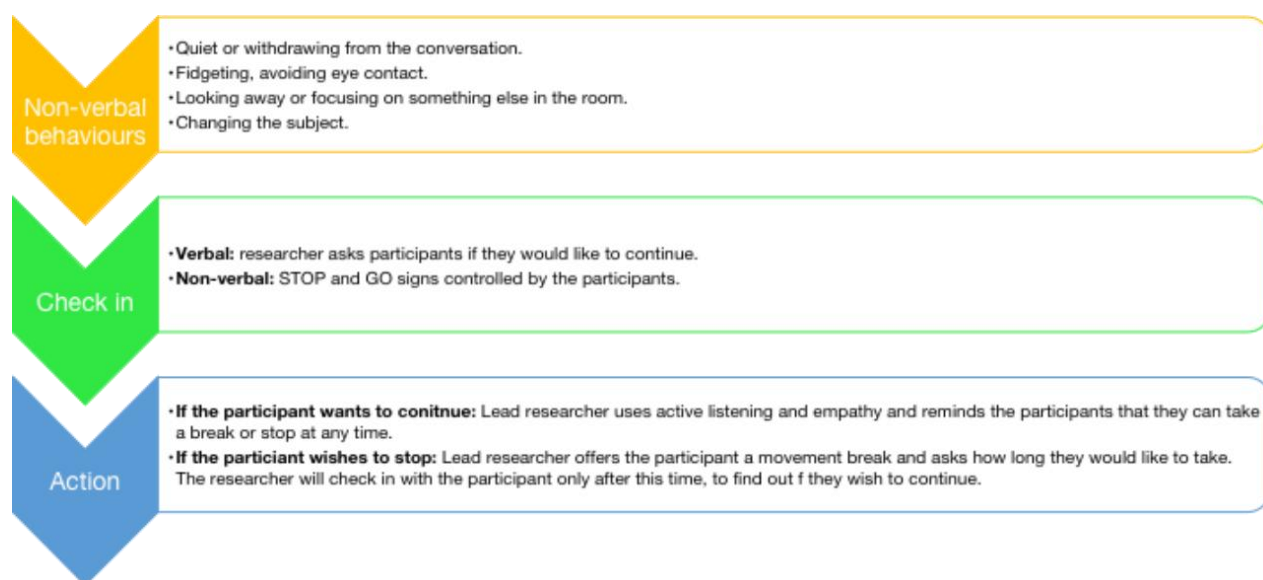 Non-verbal
behaviours
·Quiet or withdrawing from the conversation.
·Fidgeting, avoiding eye contact.
·Looking away or focusing on something else in the room.
·Changing the subject.
Check in
·Verbal: researcher asks participants if they would like to continue.
·Non-verbal: STOP and GO signs controlled by the participants.
Action
·If the participant wants to conitnue: Lead researcher uses active listening and empathy and reminds the participants that they can take
a break or stop at any time.
·If the particiant wishes to stop: Lead researcher offers the participant a movement break and asks how long they would like to take.
The researcher will check in with the participant only after this time, to find out f they wish to continue.